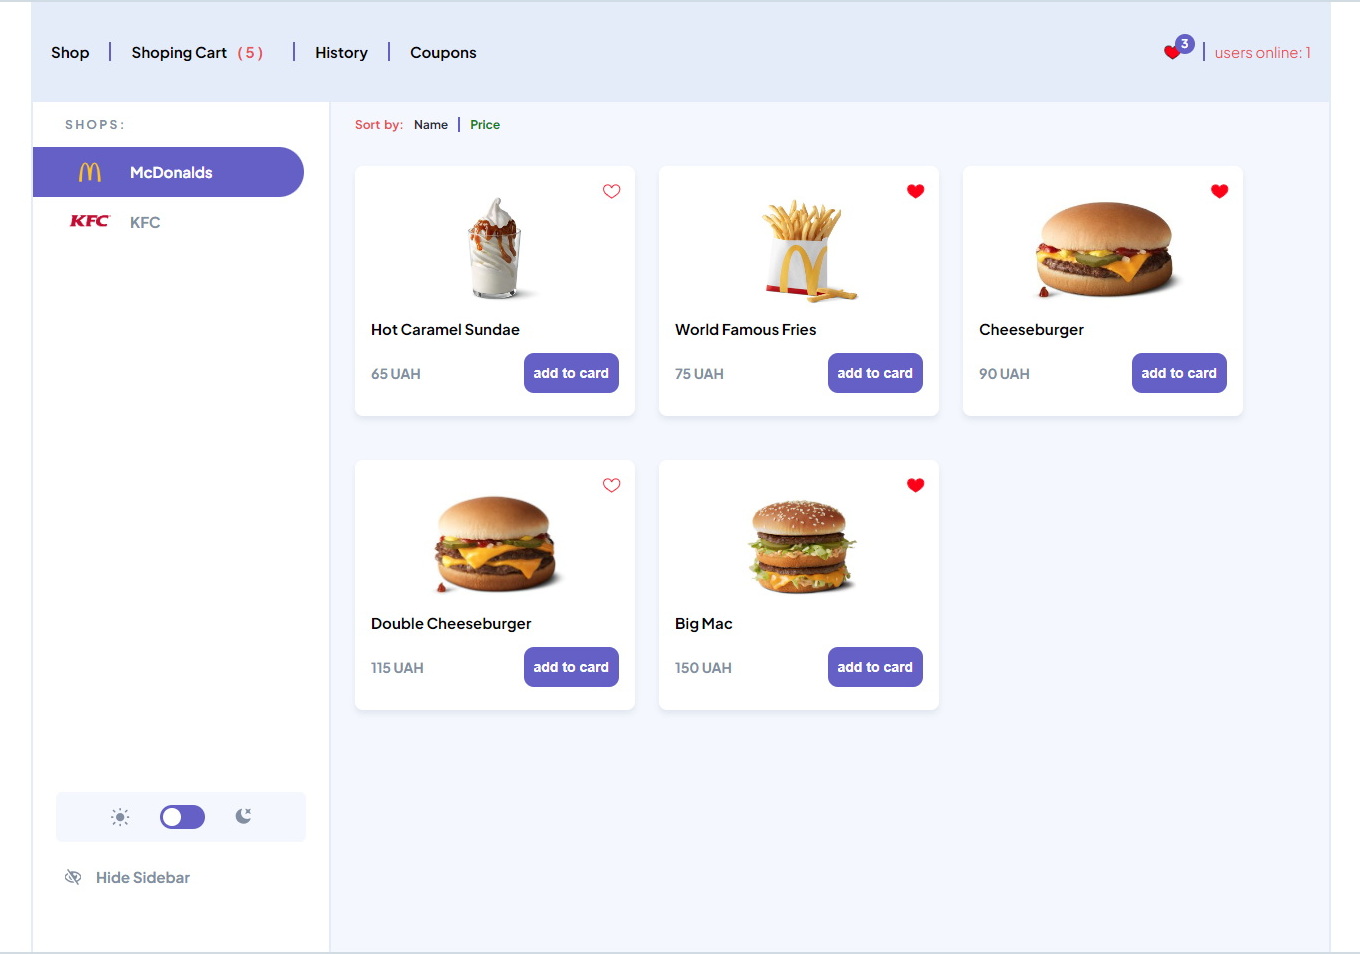 Shop Shoping Cart ( 5 ) History Coupons 3 users online: 1
SHOPS:
McDonalds
KFC KFC
Sort by: Name Price
Hot Caramel Sundae
65 UAH add to card
World Famous Fries
75 UAH add to card
Cheeseburger
90 UAH add to card
Double Cheeseburger
115 UAH add to card
Big Mac
150 UAH add to card
Hide Sidebar